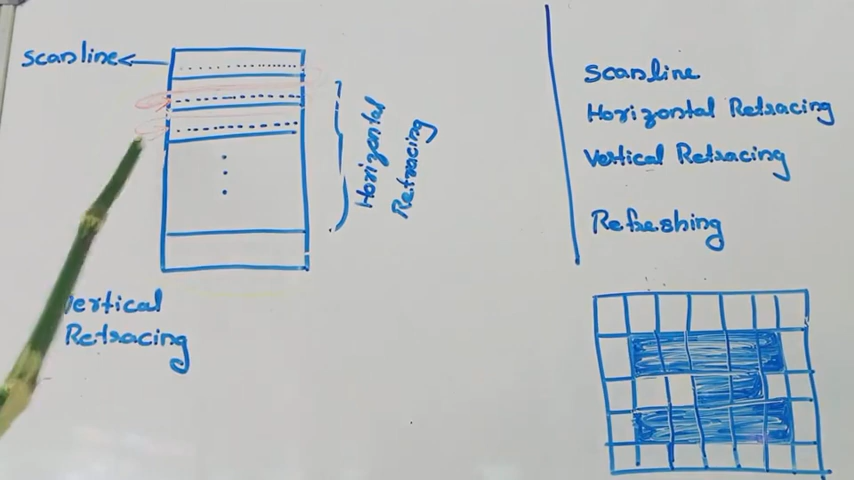 Scanline
Horizontal
Retracing
Vertical
Retracing
Scanline
Horizontal Retracing
Vertical Retracing
Refreshing